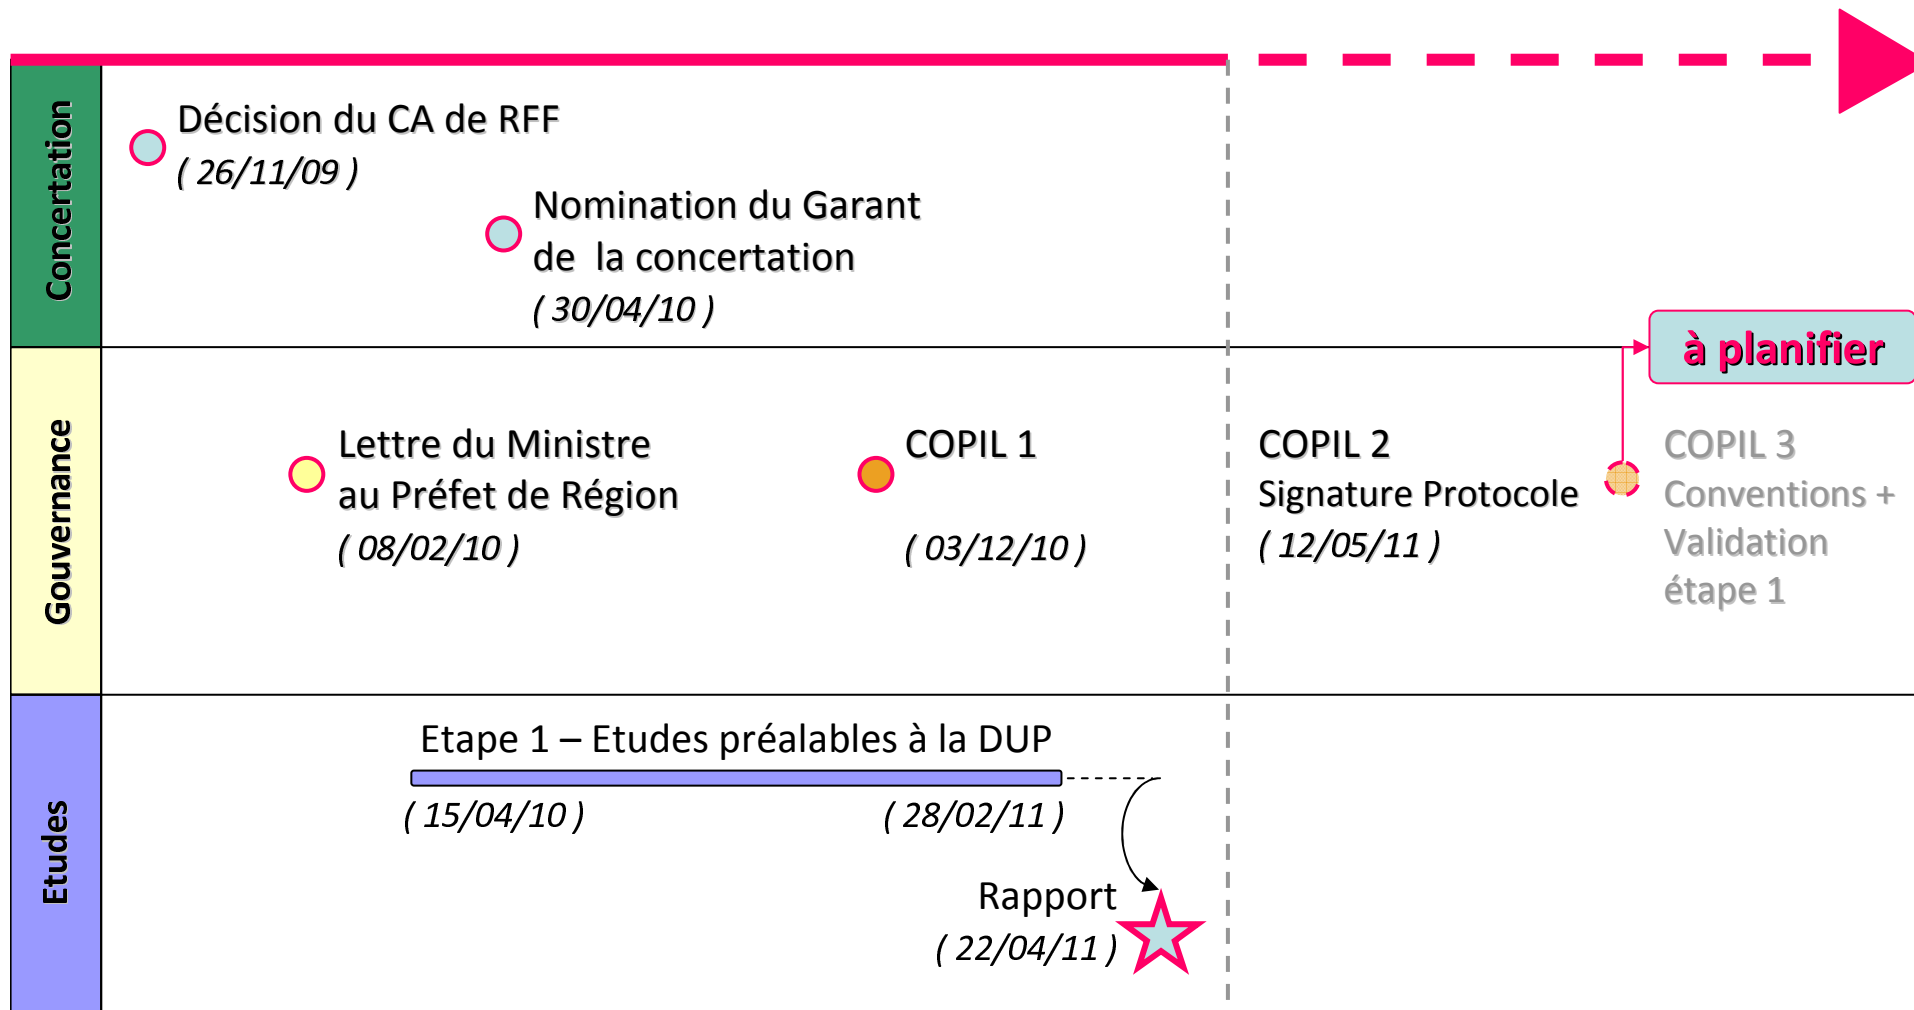 Concertation
Décision du CA de RFF
( 26/11/09 )
Nomination du Garant
de la concertation
( 30/04/10 )
à planifier
Gouvernance
Lettre du Ministre
au Préfet de Région
( 08/02/10 )
COPIL 1
( 03/12/10 )
COPIL 2
Signature Protocole
( 12/05/11 )
COPIL 3
Conventions +
Validation
étape 1
Etudes
Etape 1 – Etudes préalables à la DUP
( 15/04/10 )
( 28/02/11 )
Rapport
( 22/04/11 )